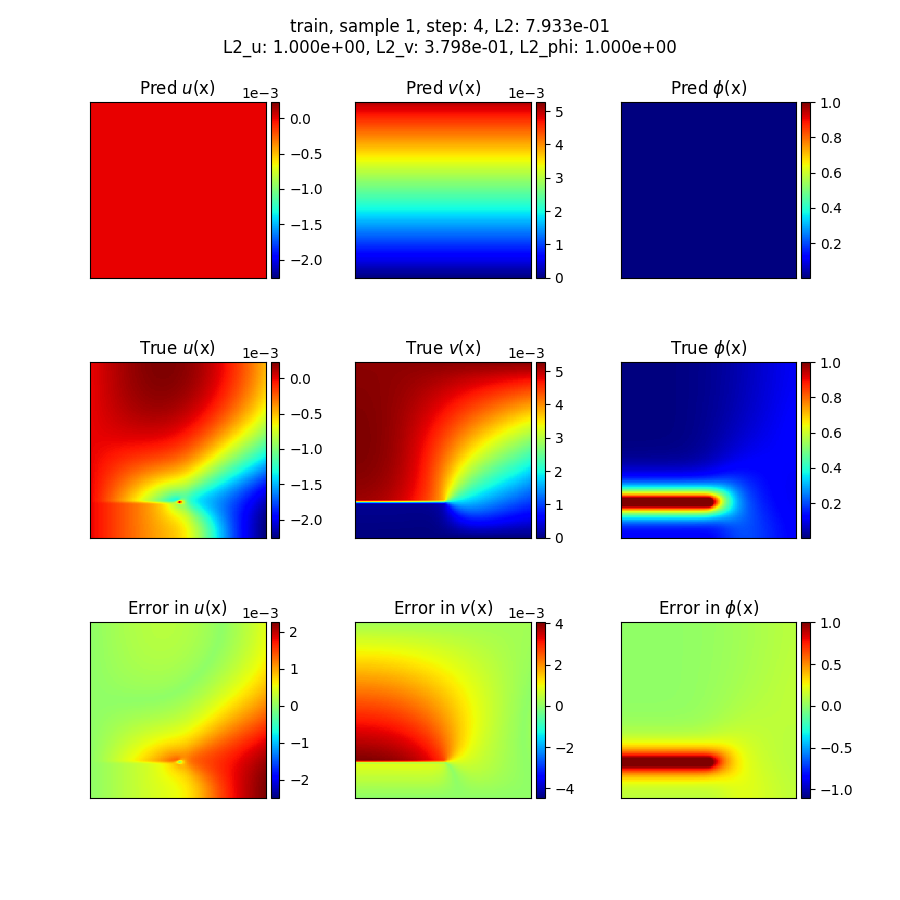 train, sample 1, step: 4, L2: 7.933e-01
L2_u: 1.000e+00, L2_v: 3.798e-01, L2_phi: 1.000e+00
Pred u(x)
1e−3
0.0
−0.5
−1.0
−1.5
−2.0
Pred v(x)
1e−3
5
4
3
2
1
0
Pred ϕ(x)
1.0
0.8
0.6
0.4
0.2
True u(x)
1e−3
0.0
−0.5
−1.0
−1.5
−2.0
True v(x)
1e−3
5
4
3
2
1
0
True ϕ(x)
1.0
0.8
0.6
0.4
0.2
Error in u(x)
1e−3
2
1
0
−1
−2
Error in v(x)
1e−3
4
2
0
−2
−4
Error in ϕ(x)
1.0
0.5
0.0
−0.5
−1.0